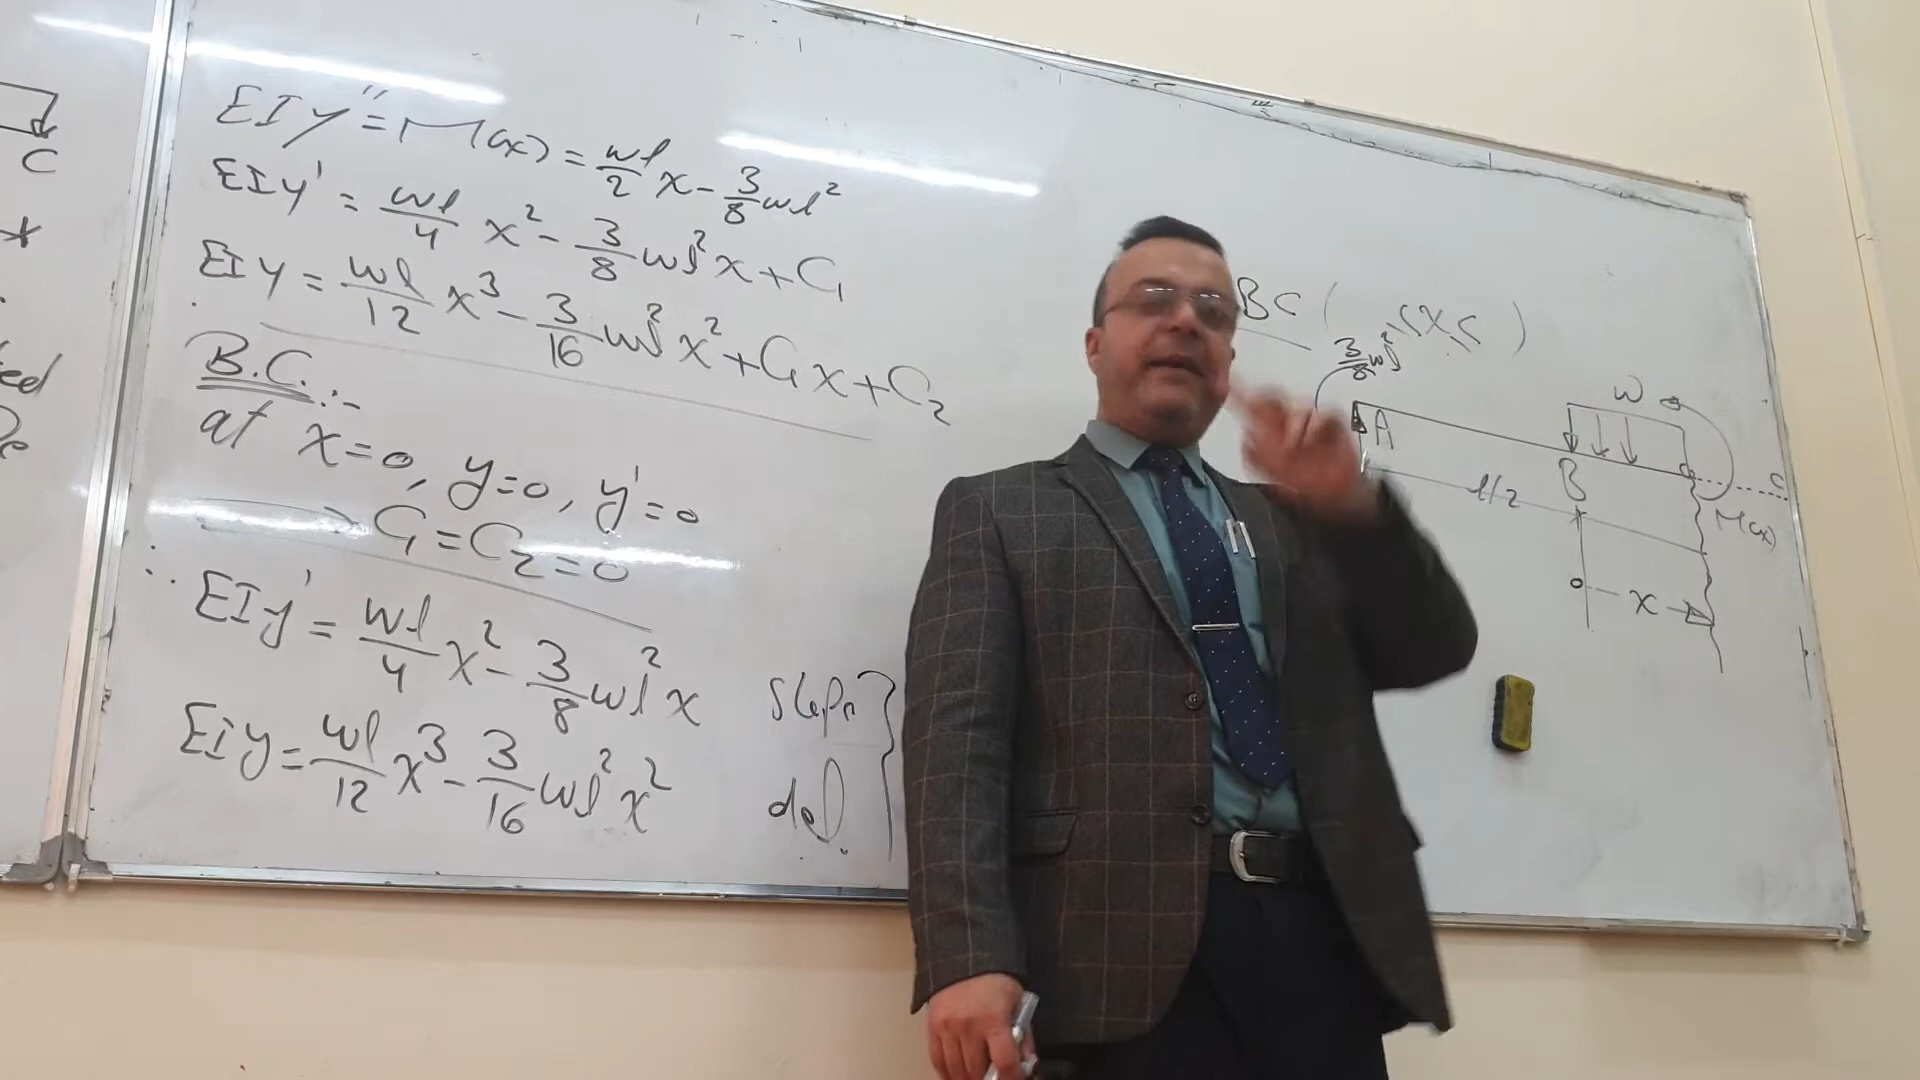 C
ed
EIy'' = M(x) = wl/2 x - 3/8 wl²
EIy' = wl/4 x² - 3/8 wl² x + C₁
EIy = wl/12 x³ - 3/16 wl² x² + C₁x + C₂
B.C. :-
at x=0, y=0, y'=0
→ C₁ = C₂ = 0
∴ EIy' = wl/4 x² - 3/8 wl² x
EIy = wl/12 x³ - 3/16 wl² x² def.
BC ( )
3/8 wl²
W
A
B
C
l/2
M(x)
o x